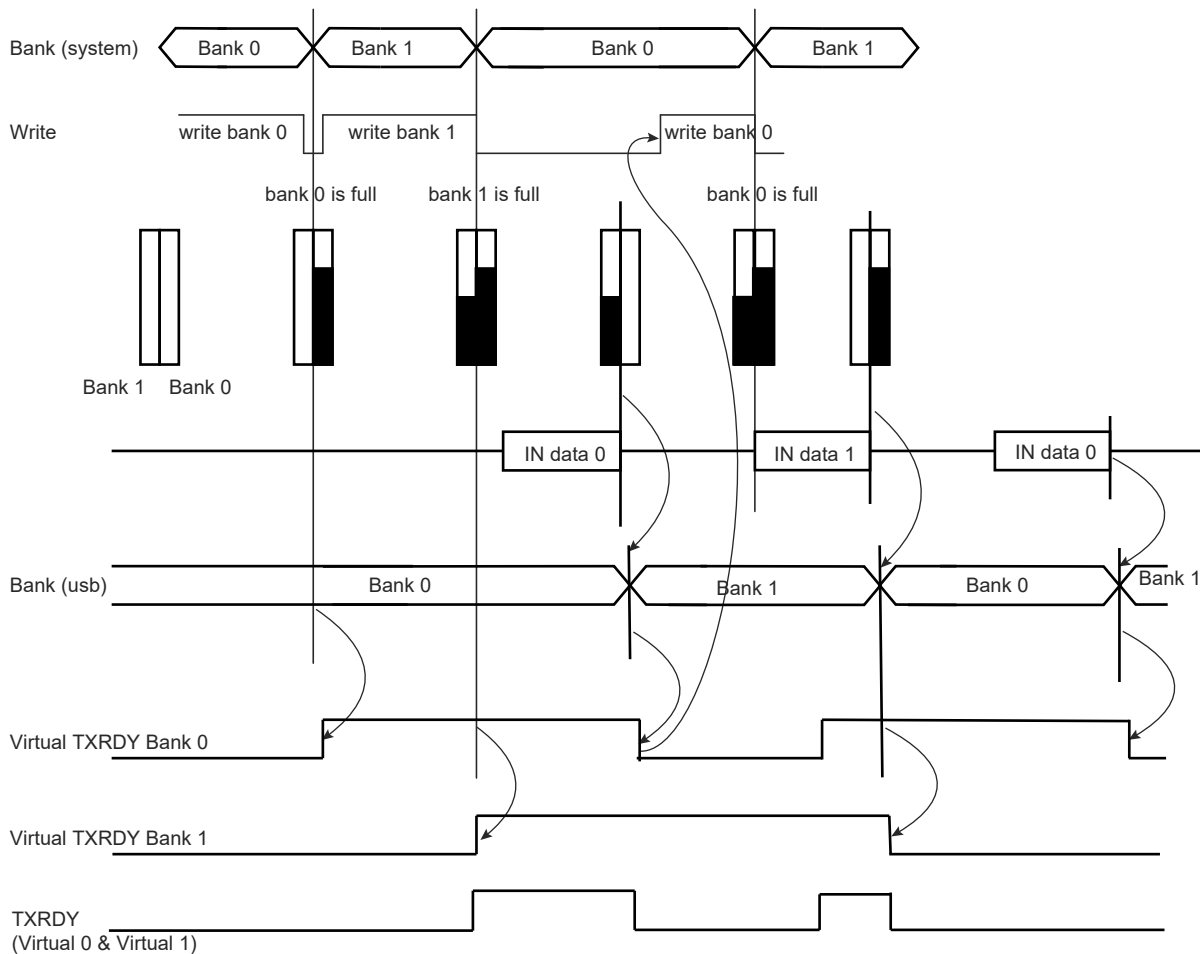 Bank (system)
Bank 0
Bank 1
Bank 0
Bank 1
Write
write bank 0
write bank 1
write bank 0
bank 0 is full
bank 1 is full
bank 0 is full
Bank 1
Bank 0
IN data 0
IN data 1
IN data 0
Bank (usb)
Bank 0
Bank 1
Bank 0
Bank 1
Virtual TXRDY Bank 0
Virtual TXRDY Bank 1
TXRDY
(Virtual 0 & Virtual 1)